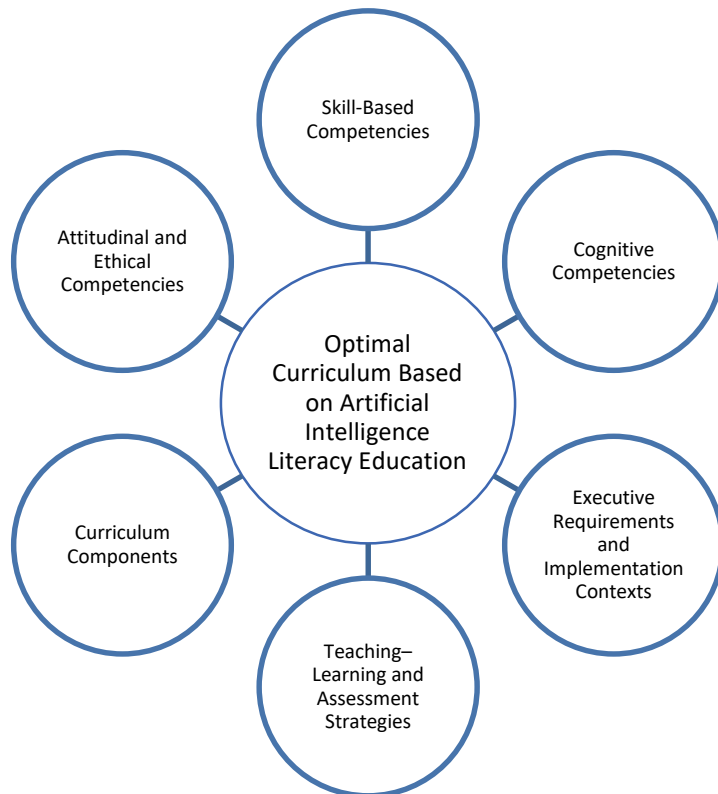 Skill-Based
Competencies
Attitudinal and
Ethical
Competencies
Cognitive
Competencies
Optimal
Curriculum Based
on Artificial
Intelligence
Literacy Education
Curriculum
Components
Executive
Requirements
and
Implementation
Contexts
Teaching–
Learning and
Assessment
Strategies